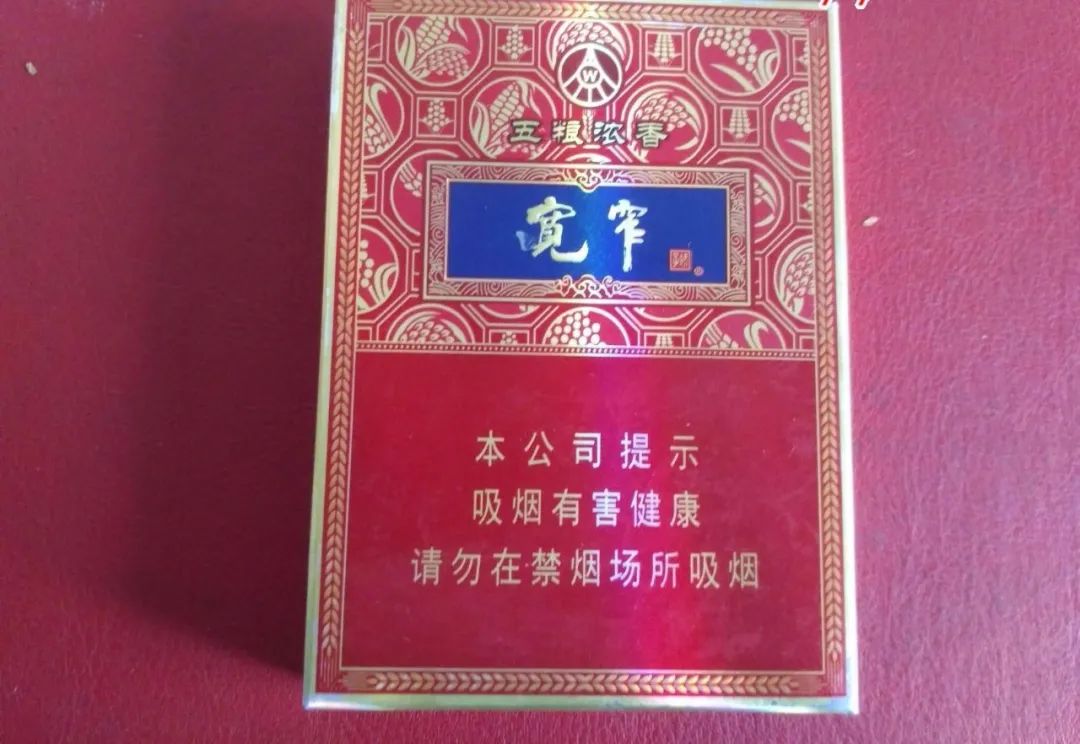 W
五粮浓香
宽窄
®
本公司提示
吸烟有害健康
请勿在禁烟场所吸烟